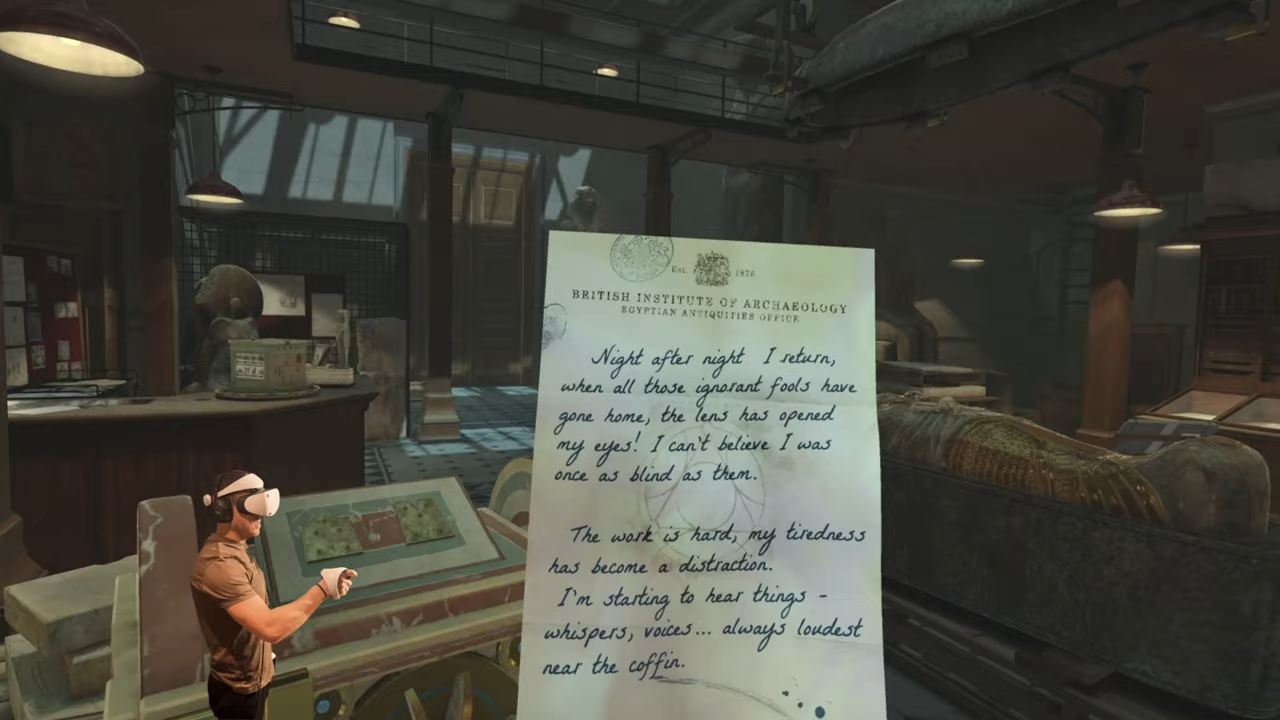 Est. 1876
BRITISH INSTITUTE OF ARCHAEOLOGY
EGYPTIAN ANTIQUITIES OFFICE
Night after night I return,
when all those ignorant fools have
gone home, the lens has opened
my eyes! I can't believe I was
once as blind as them.
The work is hard, my tiredness
has become a distraction.
I'm starting to hear things -
whispers, voices... always loudest
near the coffin.